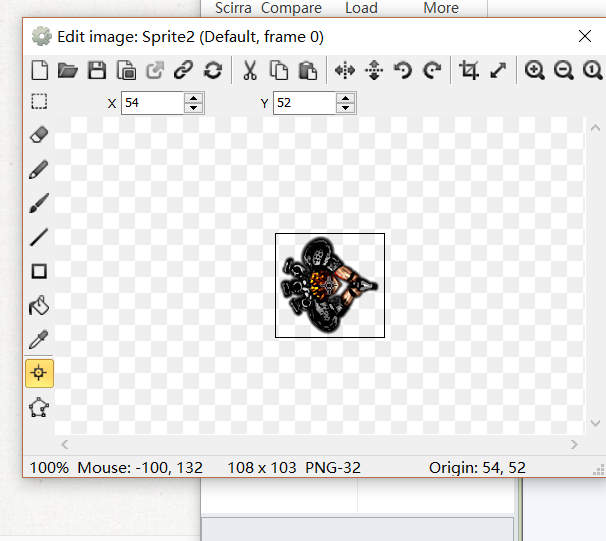 Scirra Compare Load More
Edit image: Sprite2 (Default, frame 0)
X 54 Y 52
100% Mouse: -100, 132 108 x 103 PNG-32 Origin: 54, 52